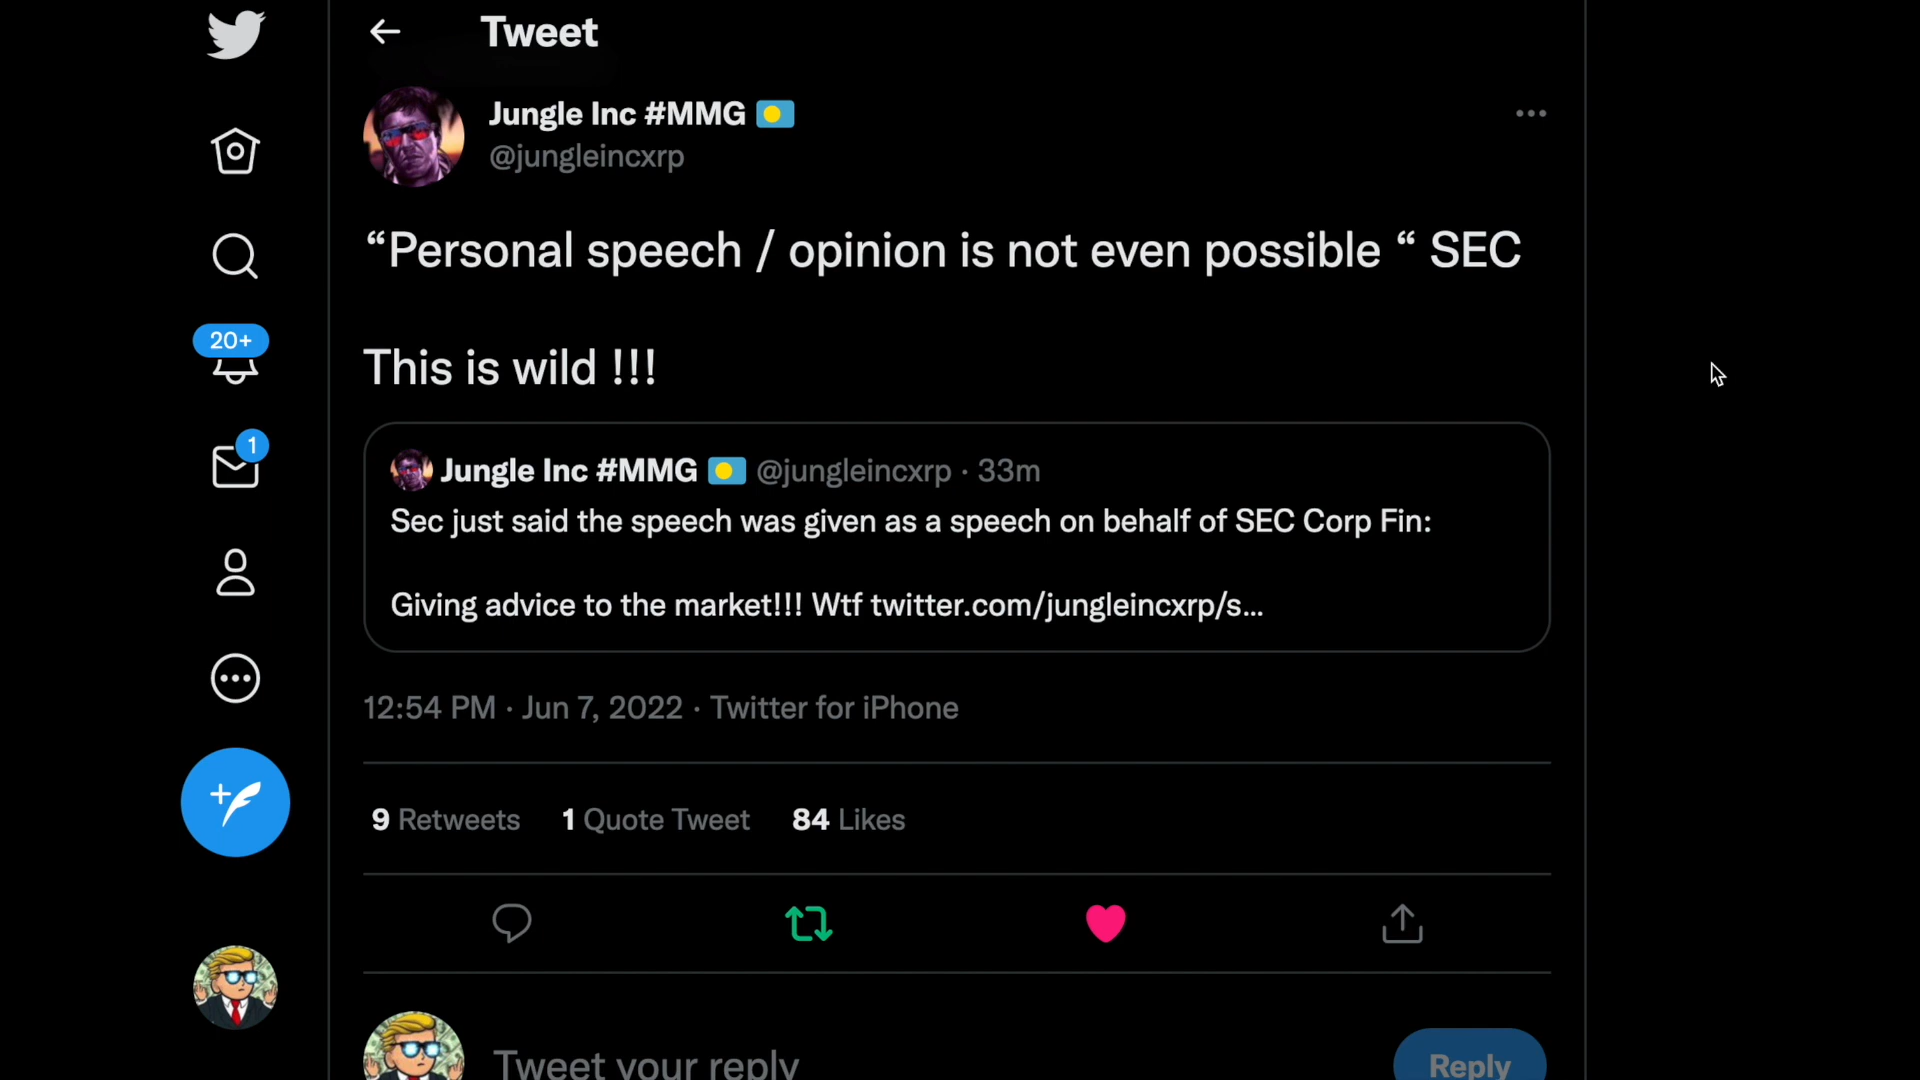 Tweet
Jungle Inc #MMG 🇵🇼
@jungleincxrp
“Personal speech / opinion is not even possible “ SEC
This is wild !!!
20+
1
Jungle Inc #MMG 🇵🇼 @jungleincxrp · 33m
Sec just said the speech was given as a speech on behalf of SEC Corp Fin:
Giving advice to the market!!! Wtf twitter.com/jungleincxrp/s...
12:54 PM · Jun 7, 2022 · Twitter for iPhone
9 Retweets 1 Quote Tweet 84 Likes
Tweet your reply
Reply